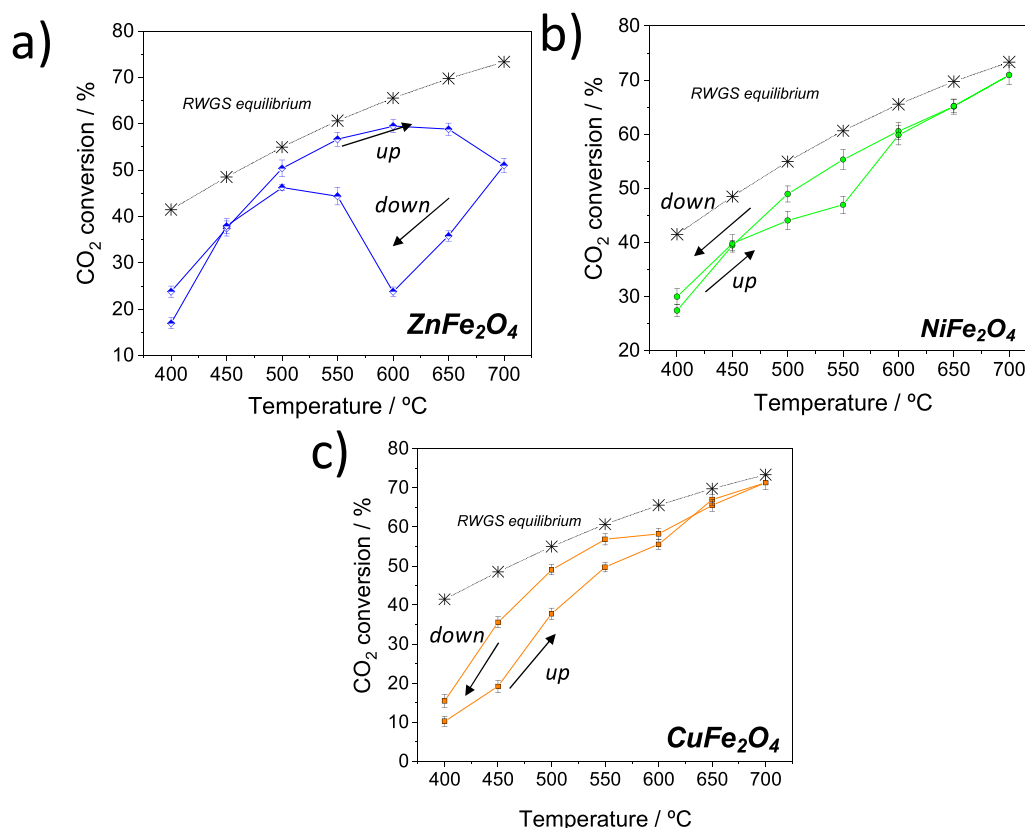 a)
80
70
60
50
40
30
20
10
CO₂ conversion / %
RWGS equilibrium
up
down
ZnFe₂O₄
400 450 500 550 600 650 700
Temperature / ºC
b)
80
70
60
50
40
30
20
CO₂ conversion / %
RWGS equilibrium
down
up
NiFe₂O₄
400 450 500 550 600 650 700
Temperature / ºC
c)
80
70
60
50
40
30
20
10
0
CO₂ conversion / %
RWGS equilibrium
down
up
CuFe₂O₄
400 450 500 550 600 650 700
Temperature / ºC